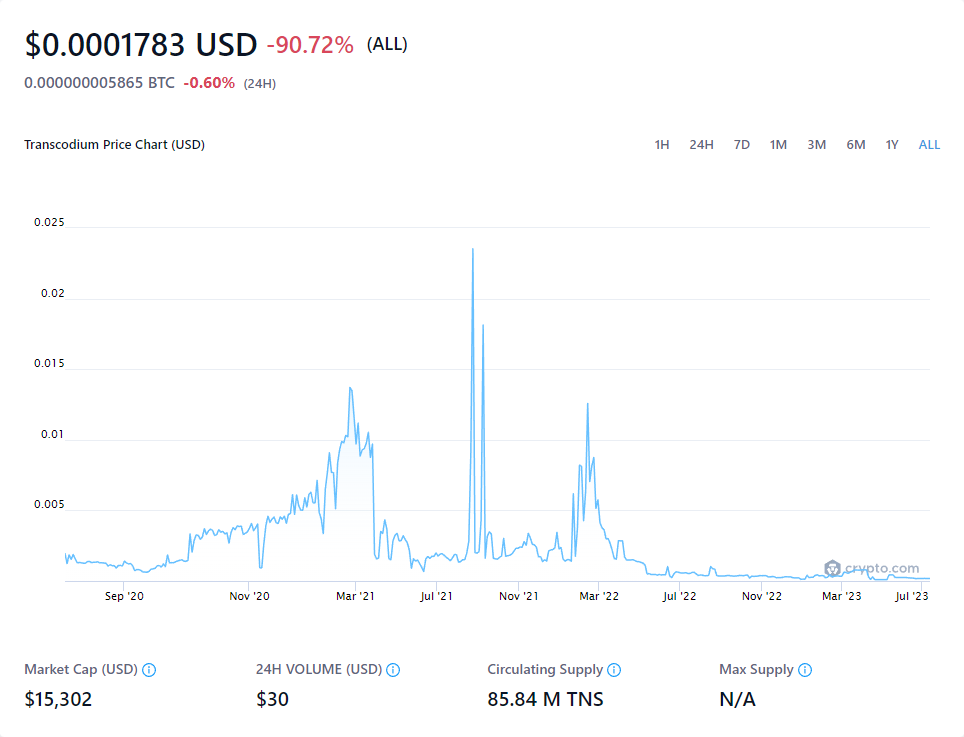 $0.0001783 USD -90.72% (ALL)
0.000000005865 BTC -0.60% (24H)
Transcodium Price Chart (USD) 1H 24H 7D 1M 3M 6M 1Y ALL
0.025
0.02
0.015
0.01
0.005
crypto.com
Sep '20 Nov '20 Mar '21 Jul '21 Nov '21 Mar '22 Jul '22 Nov '22 Mar '23 Jul '23
Market Cap (USD) 24H VOLUME (USD) Circulating Supply Max Supply
$15,302 $30 85.84 M TNS N/A